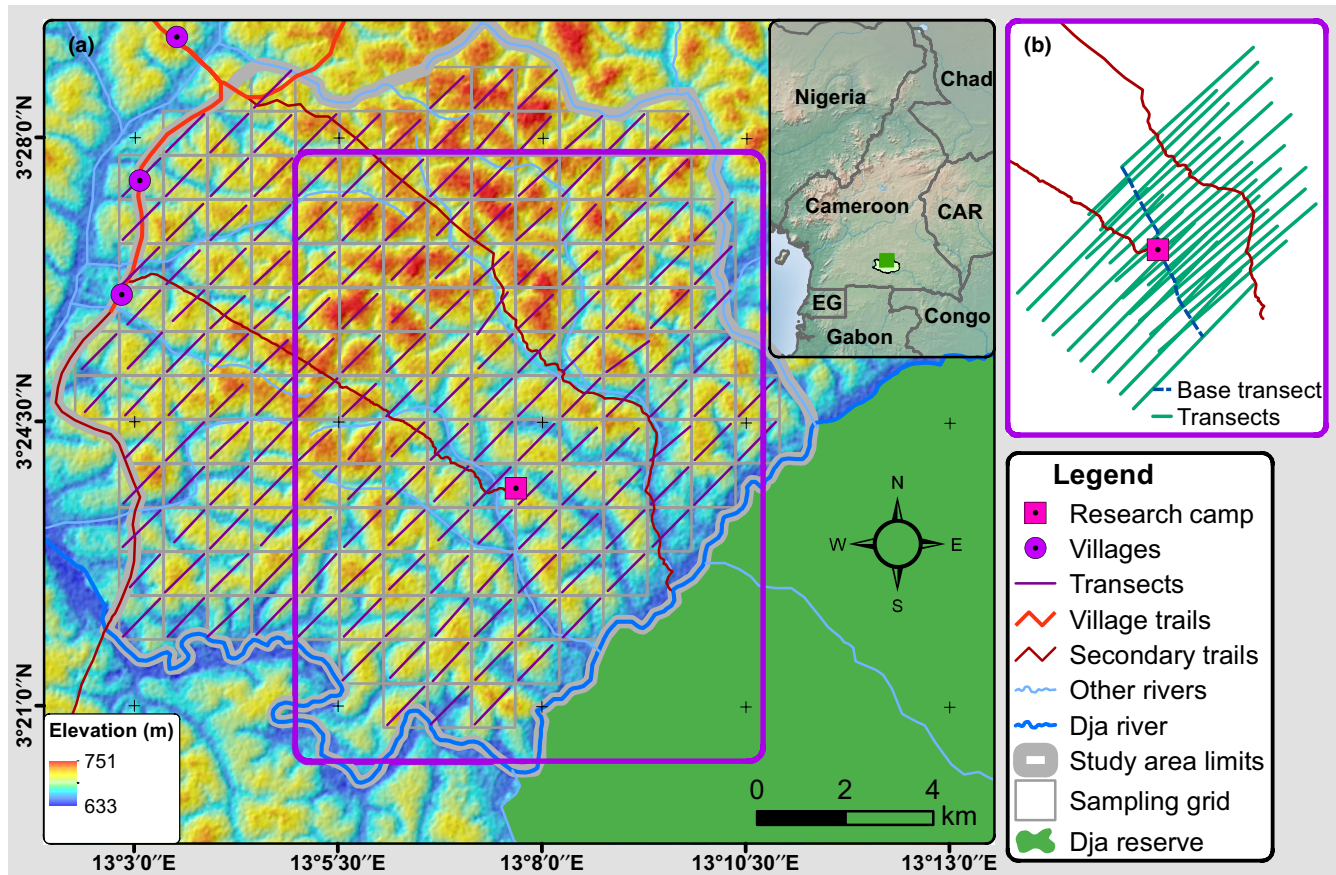 (a)
3°28′0″N
3°24′30″N
3°21′0″N
13°3′0″E
13°5′30″E
13°8′0″E
13°10′30″E
13°13′0″E
Elevation (m)
751
633
Nigeria
Chad
Cameroon
CAR
EG
Gabon
Congo
N
W
E
S
0
2
4
km
(b)
Base transect
Transects
Legend
Research camp
Villages
Transects
Village trails
Secondary trails
Other rivers
Dja river
Study area limits
Sampling grid
Dja reserve